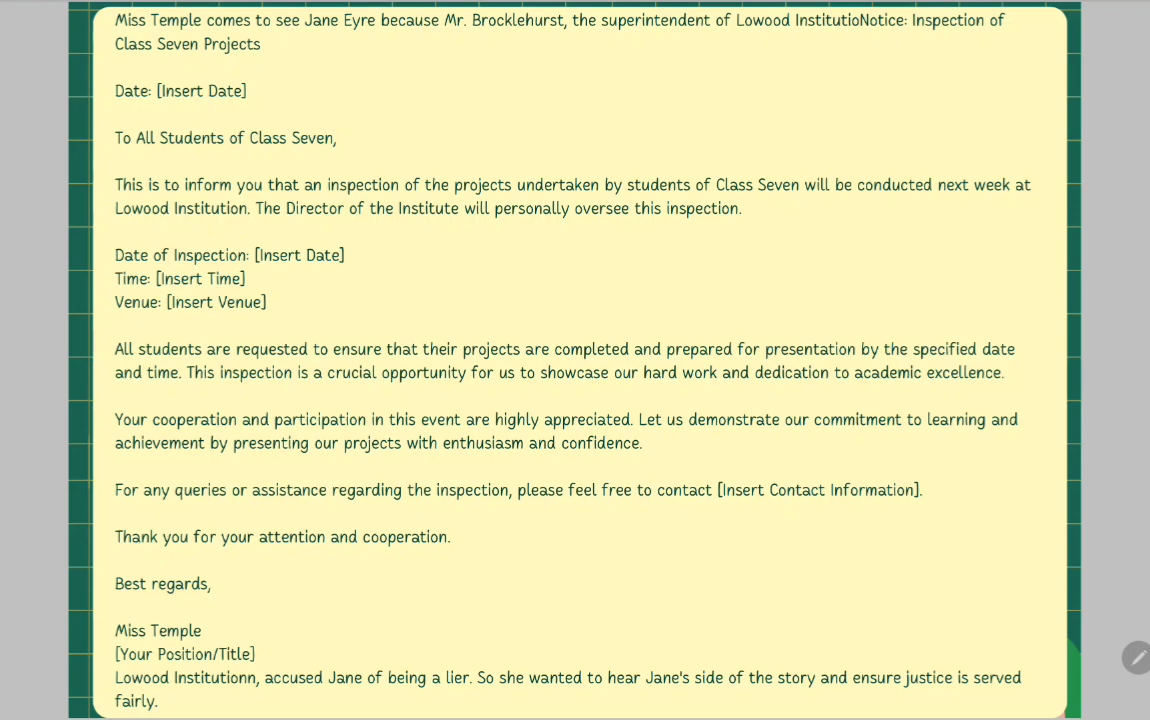 Miss Temple comes to see Jane Eyre because Mr. Brocklehurst, the superintendent of Lowood InstitutioNotice: Inspection of
Class Seven Projects
Date: [Insert Date]
To All Students of Class Seven,
This is to inform you that an inspection of the projects undertaken by students of Class Seven will be conducted next week at
Lowood Institution. The Director of the Institute will personally oversee this inspection.
Date of Inspection: [Insert Date]
Time: [Insert Time]
Venue: [Insert Venue]
All students are requested to ensure that their projects are completed and prepared for presentation by the specified date
and time. This inspection is a crucial opportunity for us to showcase our hard work and dedication to academic excellence.
Your cooperation and participation in this event are highly appreciated. Let us demonstrate our commitment to learning and
achievement by presenting our projects with enthusiasm and confidence.
For any queries or assistance regarding the inspection, please feel free to contact [Insert Contact Information].
Thank you for your attention and cooperation.
Best regards,
Miss Temple
[Your Position/Title]
Lowood Institutionn, accused Jane of being a lier. So she wanted to hear Jane's side of the story and ensure justice is served
fairly.